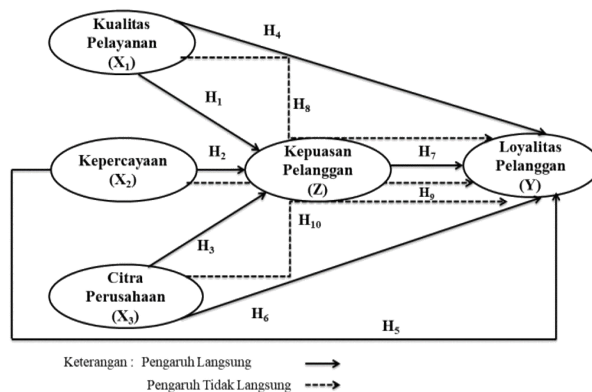 Kualitas
Pelayanan
(X1)
H4
H1
H8
Kepercayaan
(X2)
H2
Kepuasan
Pelanggan
(Z)
H7
Loyalitas
Pelanggan
(Y)
H9
H10
H3
Citra
Perusahaan
(X3)
H6
H5
Keterangan : Pengaruh Langsung
Pengaruh Tidak Langsung